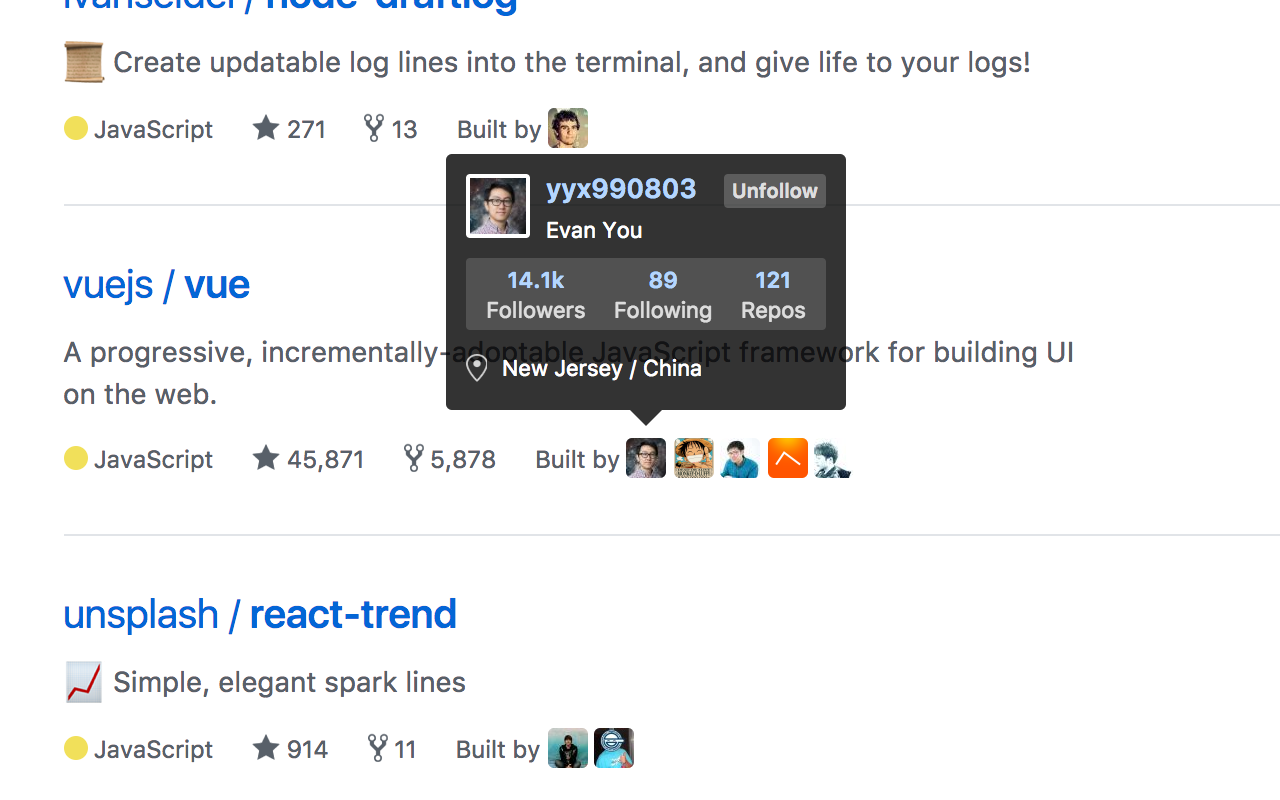 ivanseidel / node-draftlog
Create updatable log lines into the terminal, and give life to your logs!
JavaScript 271 13 Built by
yyx990803 Unfollow
Evan You
14.1k 89 121
Followers Following Repos
New Jersey / China
vuejs / vue
A progressive, incrementally-adoptable JavaScript framework for building UI
on the web.
JavaScript 45,871 5,878 Built by
unsplash / react-trend
Simple, elegant spark lines
JavaScript 914 11 Built by